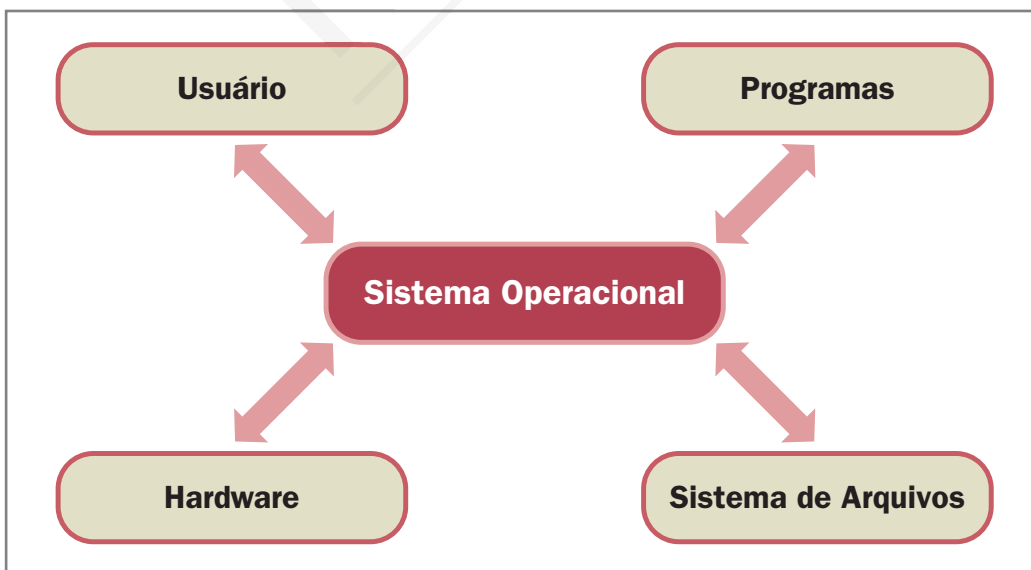 Usuário
Programas
Sistema Operacional
Hardware
Sistema de Arquivos